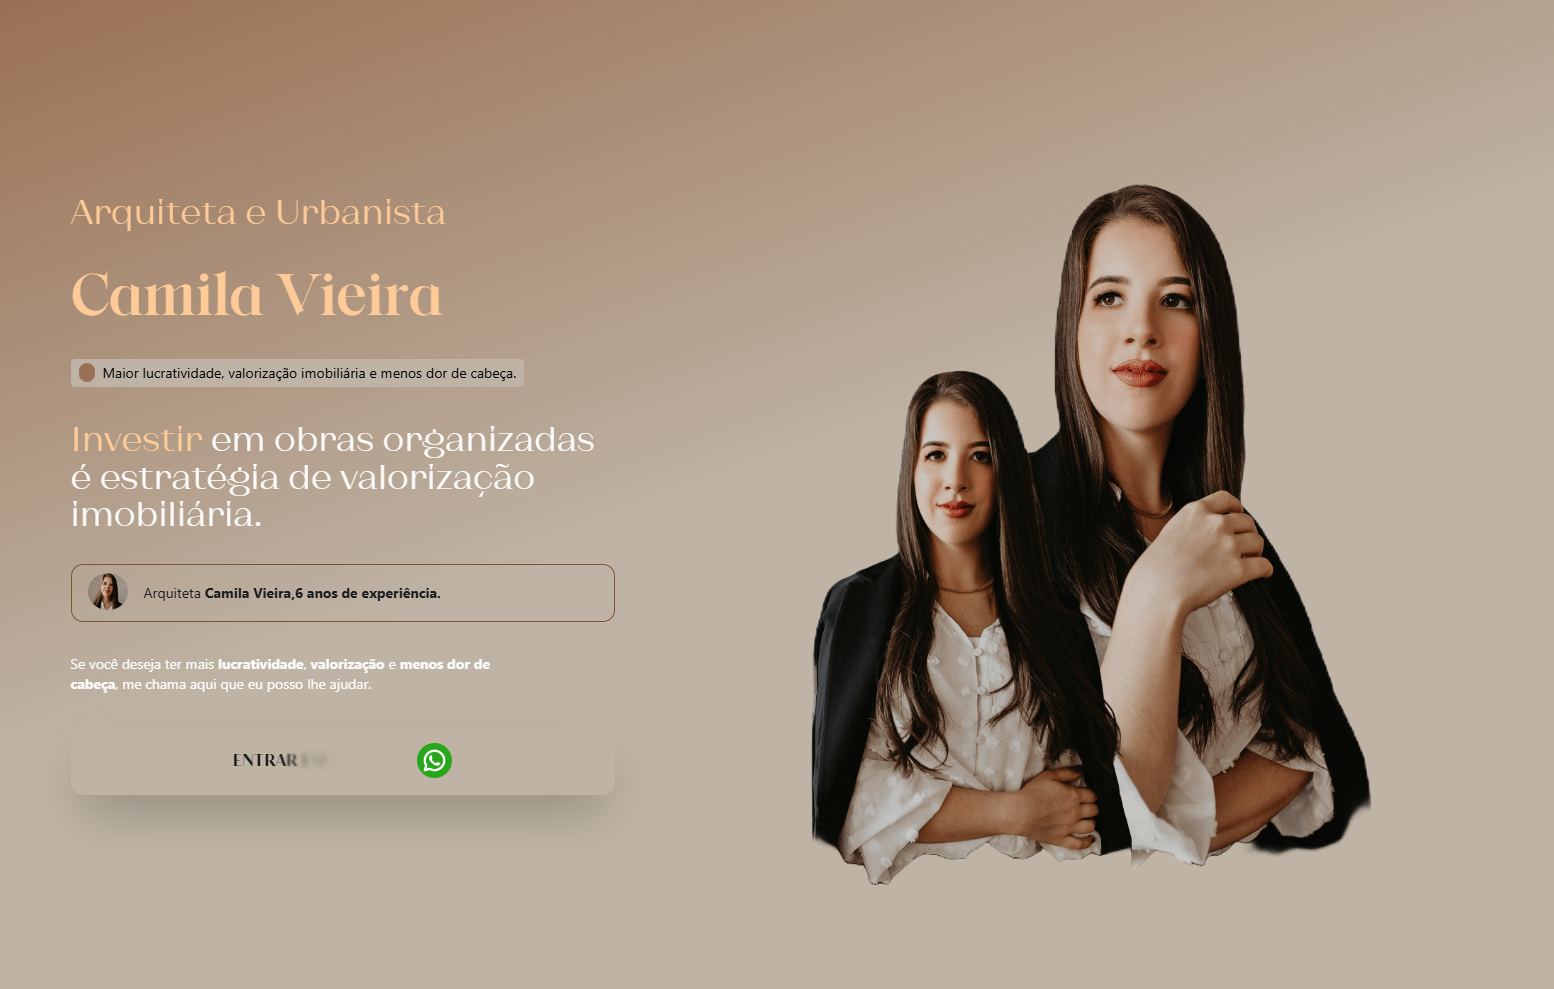 Arquiteta e Urbanista
Camila Vieira
Maior lucratividade, valorização imobiliária e menos dor de cabeça.
Investir em obras organizadas
é estratégia de valorização
imobiliária.
Arquiteta Camila Vieira,6 anos de experiência.
Se você deseja ter mais lucratividade, valorização e menos dor de
cabeça, me chama aqui que eu posso lhe ajudar.
ENTRAR